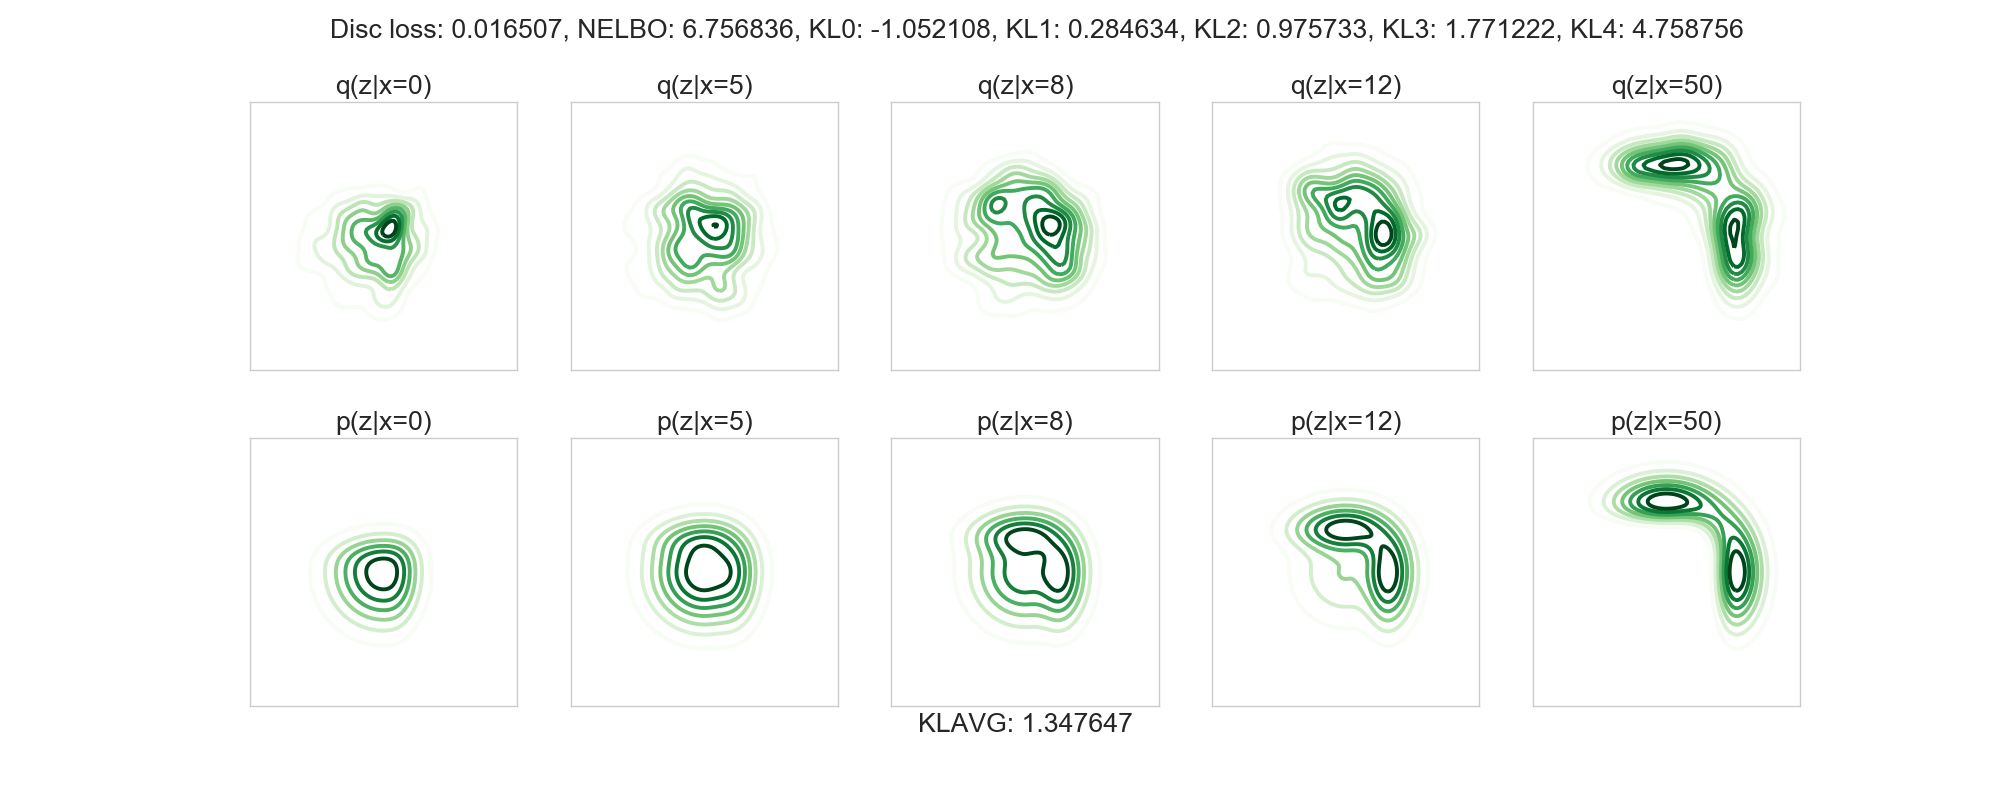 Disc loss: 0.016507, NELBO: 6.756836, KL0: -1.052108, KL1: 0.284634, KL2: 0.975733, KL3: 1.771222, KL4: 4.758756
q(z|x=0) q(z|x=5) q(z|x=8) q(z|x=12) q(z|x=50)
p(z|x=0) p(z|x=5) p(z|x=8) p(z|x=12) p(z|x=50)
KLAVG: 1.347647